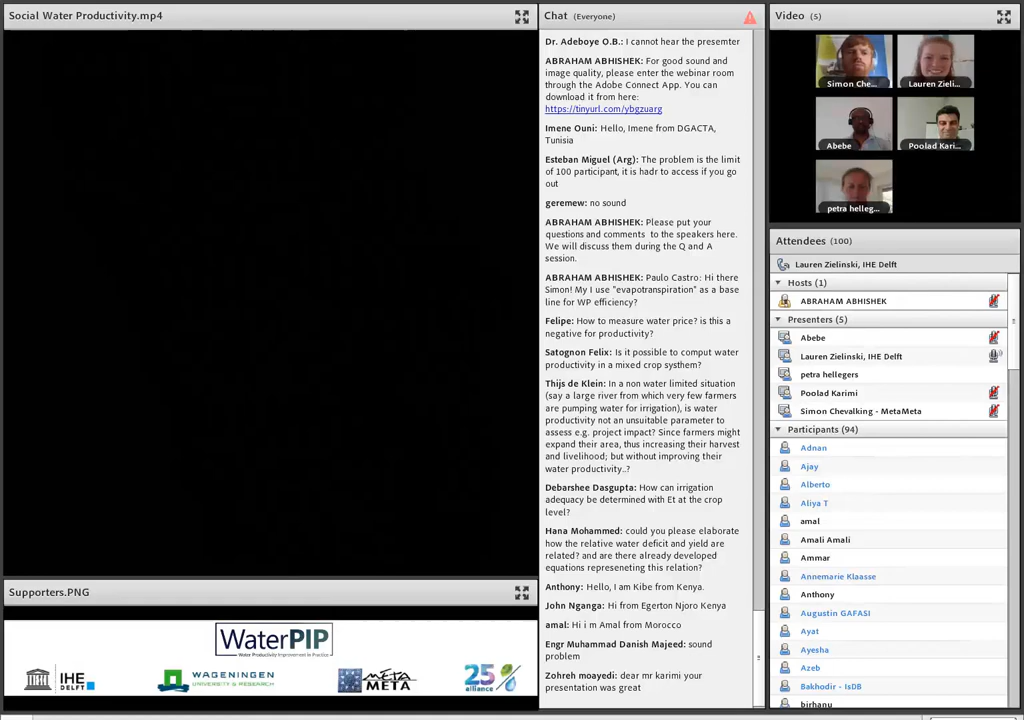 Social Water Productivity.mp4
Chat (Everyone)
Dr. Adeboye O.B.: I cannot hear the presemter
ABRAHAM ABHISHEK: For good sound and
image quality, please enter the webinar room
through the Adobe Connect App. You can
download it from here:
https://tinyurl.com/ybgzuarg
Imene Ouni: Hello, Imene from DGACTA,
Tunisia
Esteban Miguel (Arg): The problem is the limit
of 100 participant, it is hadr to access if you go
out
geremew: no sound
ABRAHAM ABHISHEK: Please put your
questions and comments to the speakers here.
We will discuss them during the Q and A
session.
ABRAHAM ABHISHEK: Paulo Castro: Hi there
Simon! My I use "evapotranspiration" as a base
line for WP efficiency?
Felipe: How to measure water price? is this a
negative for productivity?
Satognon Felix: Is it possible to comput water
productivity in a mixed crop systhem?
Thijs de Klein: In a non water limited situation
(say a large river from which very few farmers
are pumping water for irrigation), is water
productivity not an unsuitable parameter to
assess e.g. project impact? Since farmers might
expand their area, thus increasing their harvest
and livelihood; but without improving their
water productivity..?
Debarshee Dasgupta: How can irrigation
adequacy be determined with Et at the crop
level?
Hana Mohammed: could you please elaborate
how the relative water deficit and yield are
related? and are there already developed
equations represeneting this relation?
Anthony: Hello, I am Kibe from Kenya.
John Nganga: Hi from Egerton Njoro Kenya
amal: Hi i m Amal from Morocco
Engr Muhammad Danish Majeed: sound
problem
Zohreh moayedi: dear mr karimi your
presentation was great
Video (5)
Simon Che...
Lauren Zieli...
Abebe
Poolad Kari...
petra helleg...
Attendees (100)
Lauren Zielinski, IHE Delft
Hosts (1)
ABRAHAM ABHISHEK
Presenters (5)
Abebe
Lauren Zielinski, IHE Delft
petra hellegers
Poolad Karimi
Simon Chevalking - MetaMeta
Participants (94)
Adnan
Ajay
Alberto
Aliya T
amal
Amali Amali
Ammar
Annemarie Klaasse
Anthony
Augustin GAFASI
Ayat
Ayesha
Azeb
Bakhodir - IsDB
birhanu
Supporters.PNG
WaterPIP
Water Productivity Improvement in Practice
IHE
DELFT
WAGENINGEN
UNIVERSITY & RESEARCH
META
META
25
alliance